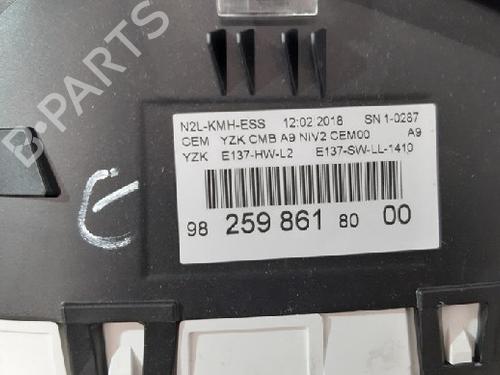 B-PARTS
N2L-KMH-ESS 12:02 2018 SN 1-0287
CEM YZK CMB A9 NIV2 CEM00 A9
YZK E137-HW-L2 E137-SW-LL-1410
98 259 861 80 00